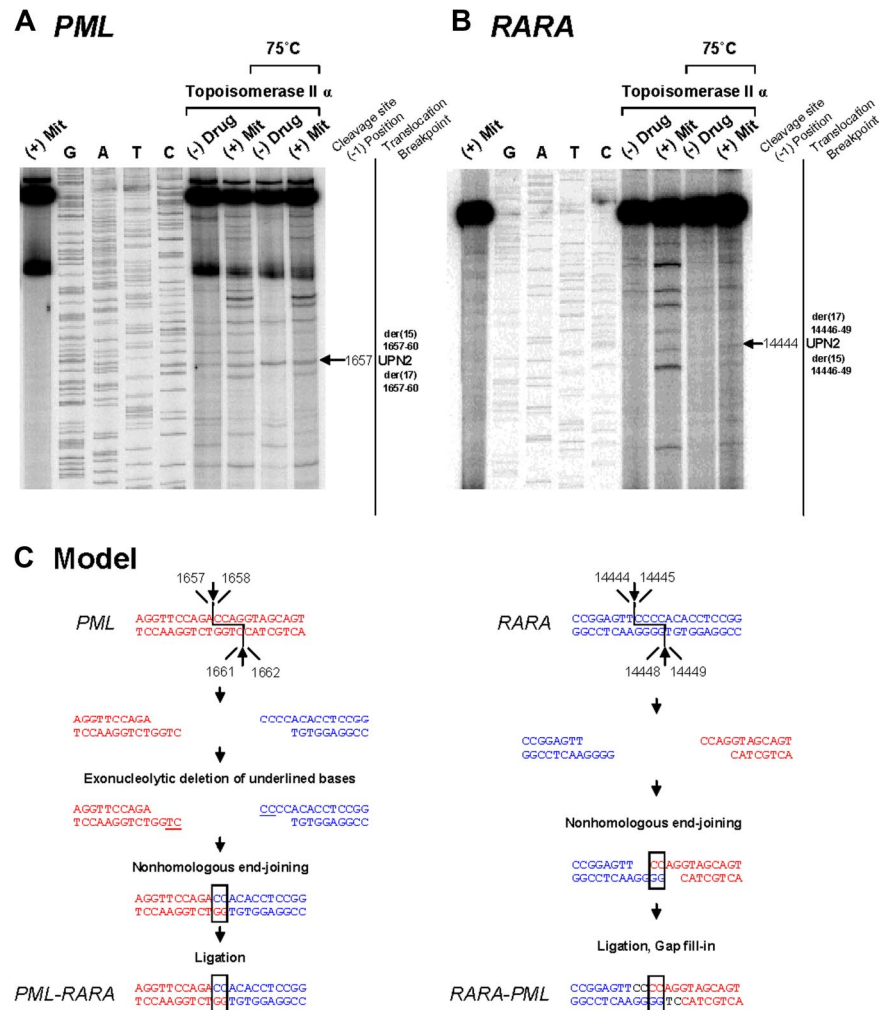 A PML
75°C
Topoisomerase II α
(+) Mit
G A T C
(-) Drug
(+) Mit
(-) Drug
(+) Mit
Cleavage site
(-1) Position
Translocation
Breakpoint
der(15)
1657-60
1657 UPN2
der(17)
1657-60
B RARA
75°C
Topoisomerase II α
(+) Mit
G A T C
(-) Drug
(+) Mit
(-) Drug
(+) Mit
Cleavage site
(-1) Position
Translocation
Breakpoint
der(17)
14446-49
14444 UPN2
der(15)
14446-49
C Model
1657 1658
PML
AGGTTCCAGACCAGGTAGCAGT
TCCAAGGTCTGGTCCATCGTCA
1661 1662
AGGTTCCAGA CCCCACACCTCCGG
TCCAAGGTCTGGTC TGTGGAGGCC
Exonucleolytic deletion of underlined bases
AGGTTCCAGA CCCCACACCTCCGG
TCCAAGGTCTGGTC TGTGGAGGCC
Nonhomologous end-joining
AGGTTCCAGACCACACCTCCGG
TCCAAGGTCTGGTGTGGAGGCC
Ligation
PML-RARA
AGGTTCCAGACCACACCTCCGG
TCCAAGGTCTGGTGTGGAGGCC
14444 14445
RARA
CCGGAGTTCCCCACACCTCCGG
GGCCTCAAGGGGTGTGGAGGCC
14448 14449
CCGGAGTT CCAGGTAGCAGT
GGCCTCAAGGGG CATCGTCA
Nonhomologous end-joining
CCGGAGTT CCAGGTAGCAGT
GGCCTCAAGGGG CATCGTCA
Ligation, Gap fill-in
RARA-PML
CCGGAGTTCCCCAGGTAGCAGT
GGCCTCAAGGGGTCCATCGTCA